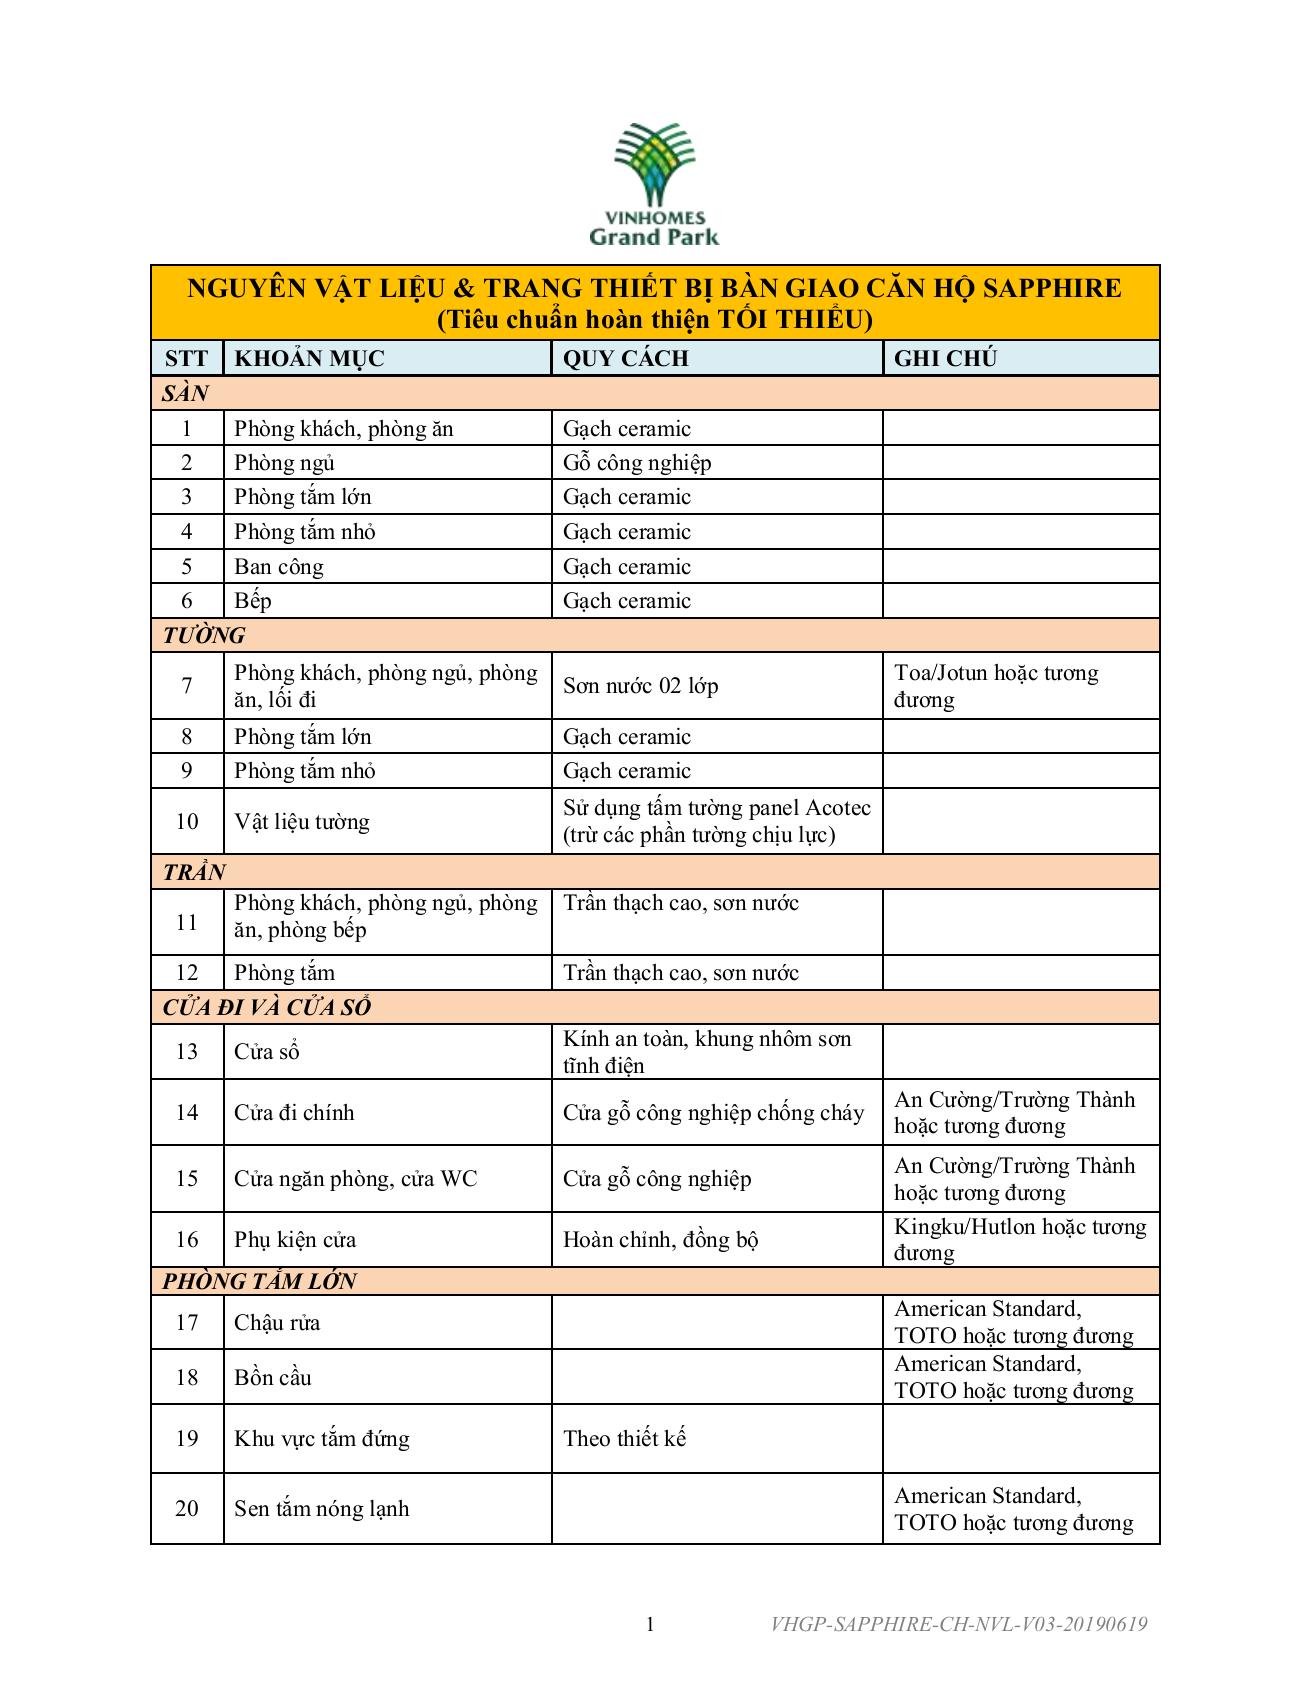 VINHOMES
Grand Park
NGUYÊN VẬT LIỆU & TRANG THIẾT BỊ BÀN GIAO CĂN HỘ SAPPHIRE
(Tiêu chuẩn hoàn thiện TỐI THIỂU)
STT KHOẢN MỤC QUY CÁCH GHI CHÚ
SÀN
1 Phòng khách, phòng ăn Gạch ceramic
2 Phòng ngủ Gỗ công nghiệp
3 Phòng tắm lớn Gạch ceramic
4 Phòng tắm nhỏ Gạch ceramic
5 Ban công Gạch ceramic
6 Bếp Gạch ceramic
TƯỜNG
7 Phòng khách, phòng ngủ, phòng
ăn, lối đi
Sơn nước 02 lớp
Toa/Jotun hoặc tương
đương
8 Phòng tắm lớn Gạch ceramic
9 Phòng tắm nhỏ Gạch ceramic
10 Vật liệu tường
Sử dụng tấm tường panel Acotec
(trừ các phần tường chịu lực)
TRẦN
11 Phòng khách, phòng ngủ, phòng
ăn, phòng bếp
Trần thạch cao, sơn nước
12 Phòng tắm Trần thạch cao, sơn nước
CỬA ĐI VÀ CỬA SỔ
13 Cửa sổ
Kính an toàn, khung nhôm sơn
tĩnh điện
14 Cửa đi chính Cửa gỗ công nghiệp chống cháy
An Cường/Trường Thành
hoặc tương đương
15 Cửa ngăn phòng, cửa WC Cửa gỗ công nghiệp
An Cường/Trường Thành
hoặc tương đương
16 Phụ kiện cửa Hoàn chỉnh, đồng bộ
Kingku/Hutlon hoặc tương
đương
PHÒNG TẮM LỚN
17 Chậu rửa
American Standard,
TOTO hoặc tương đương
18 Bồn cầu
American Standard,
TOTO hoặc tương đương
19 Khu vực tắm đứng Theo thiết kế
20 Sen tắm nóng lạnh
American Standard,
TOTO hoặc tương đương
1 VHGP-SAPPHIRE-CH-NVL-V03-20190619